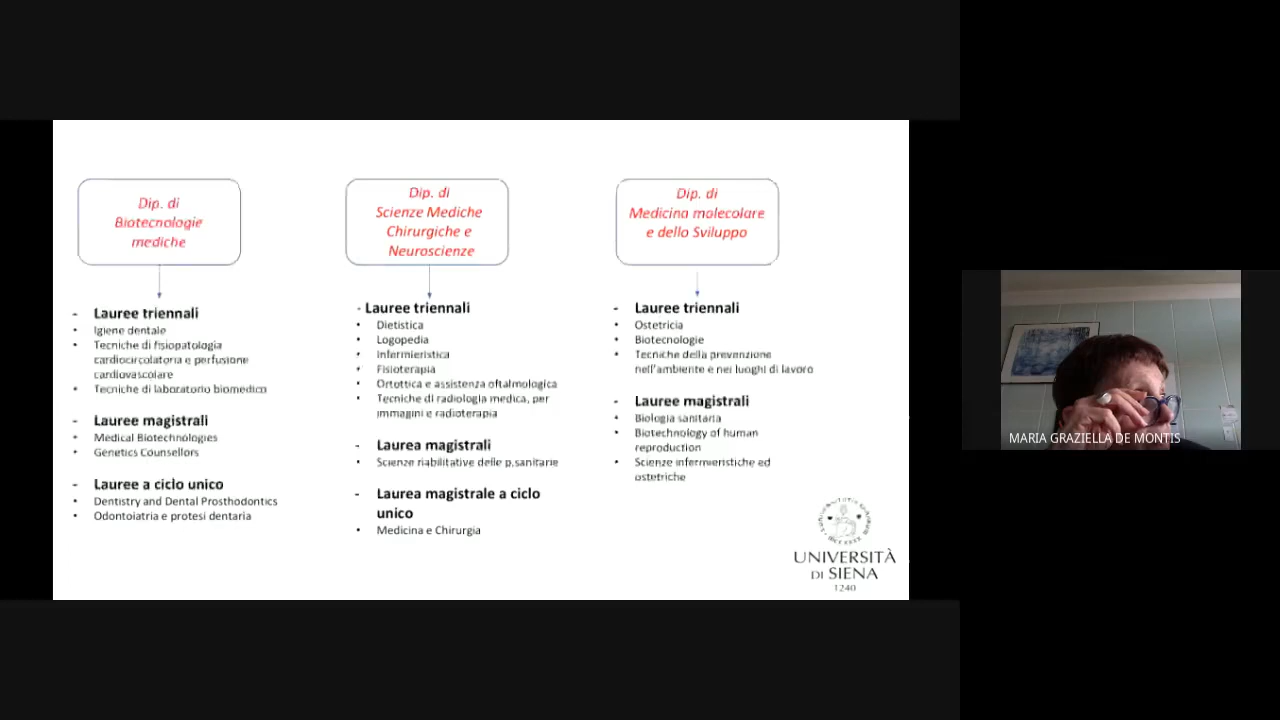 Dip. di
Biotecnologie
mediche
- Lauree triennali
• Igiene dentale
• Tecniche di fisiopatologia
cardiocircolatoria e perfusione
cardiovascolare
• Tecniche di laboratorio biomedico
- Lauree magistrali
• Medical Biotechnologies
• Genetics Counsellors
- Lauree a ciclo unico
• Dentistry and Dental Prosthodontics
• Odontoiatria e protesi dentaria
Dip. di
Scienze Mediche
Chirurgiche e
Neuroscienze
- Lauree triennali
• Dietistica
• Logopedia
• Infermieristica
• Fisioterapia
• Ortottica e assistenza oftalmologica
• Tecniche di radiologia medica, per
immagini e radioterapia
- Laurea magistrali
• Scienze riabilitative delle p.sanitarie
- Laurea magistrale a ciclo
unico
• Medicina e Chirurgia
Dip. di
Medicina molecolare
e dello Sviluppo
- Lauree triennali
• Ostetricia
• Biotecnologie
• Tecniche della prevenzione
nell'ambiente e nei luoghi di lavoro
- Lauree magistrali
• Biologia sanitaria
• Biotechnology of human
reproduction
• Scienze infermieristiche ed
ostetriche
UNIVERSITÀ
DI SIENA
1240
MARIA GRAZIELLA DE MONTIS